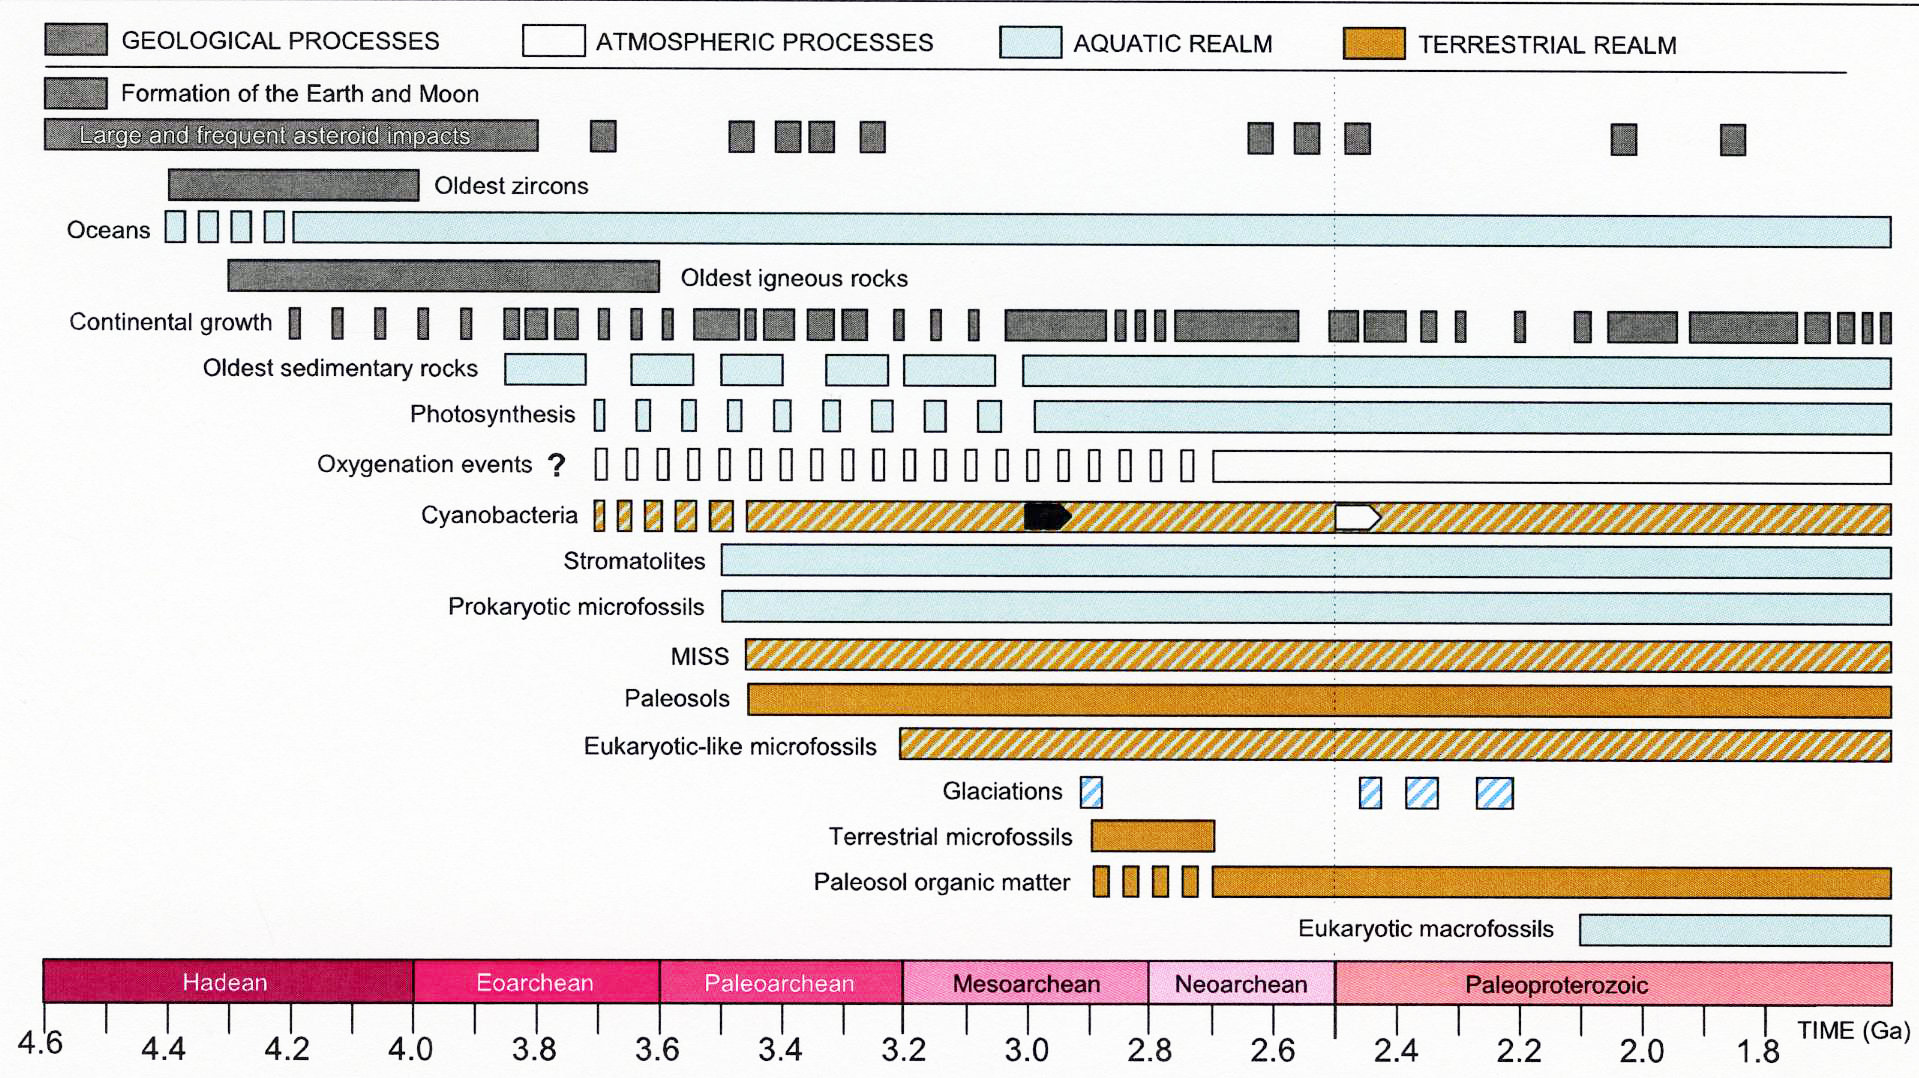 GEOLOGICAL PROCESSES ATMOSPHERIC PROCESSES AQUATIC REALM TERRESTRIAL REALM
Formation of the Earth and Moon
Large and frequent asteroid impacts
Oldest zircons
Oceans
Oldest igneous rocks
Continental growth
Oldest sedimentary rocks
Photosynthesis
Oxygenation events ?
Cyanobacteria
Stromatolites
Prokaryotic microfossils
MISS
Paleosols
Eukaryotic-like microfossils
Glaciations
Terrestrial microfossils
Paleosol organic matter
Eukaryotic macrofossils
Hadean Eoarchean Paleoarchean Mesoarchean Neoarchean Paleoproterozoic
4.6 4.4 4.2 4.0 3.8 3.6 3.4 3.2 3.0 2.8 2.6 2.4 2.2 2.0 1.8 TIME (Ga)